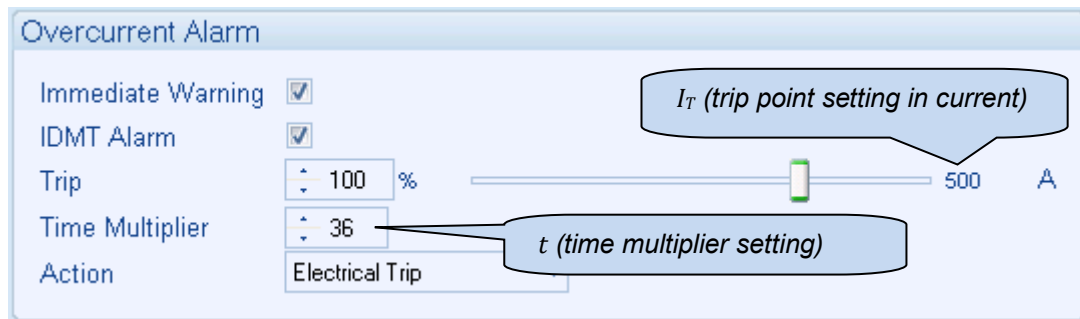 Overcurrent Alarm
Immediate Warning
I_T (trip point setting in current)
IDMT Alarm
Trip 100 % 500 A
Time Multiplier 36
t (time multiplier setting)
Action Electrical Trip